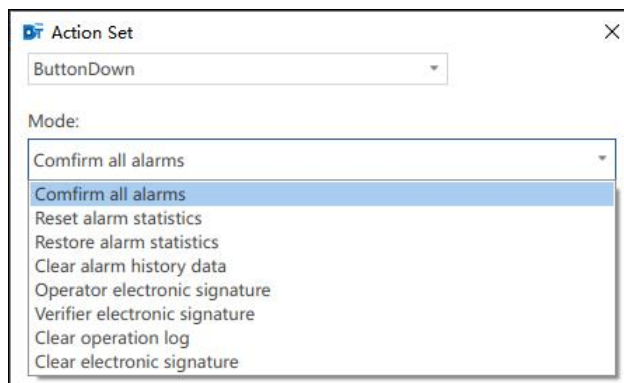 DT Action Set
ButtonDown
Mode:
Comfirm all alarms
Comfirm all alarms
Reset alarm statistics
Restore alarm statistics
Clear alarm history data
Operator electronic signature
Verifier electronic signature
Clear operation log
Clear electronic signature